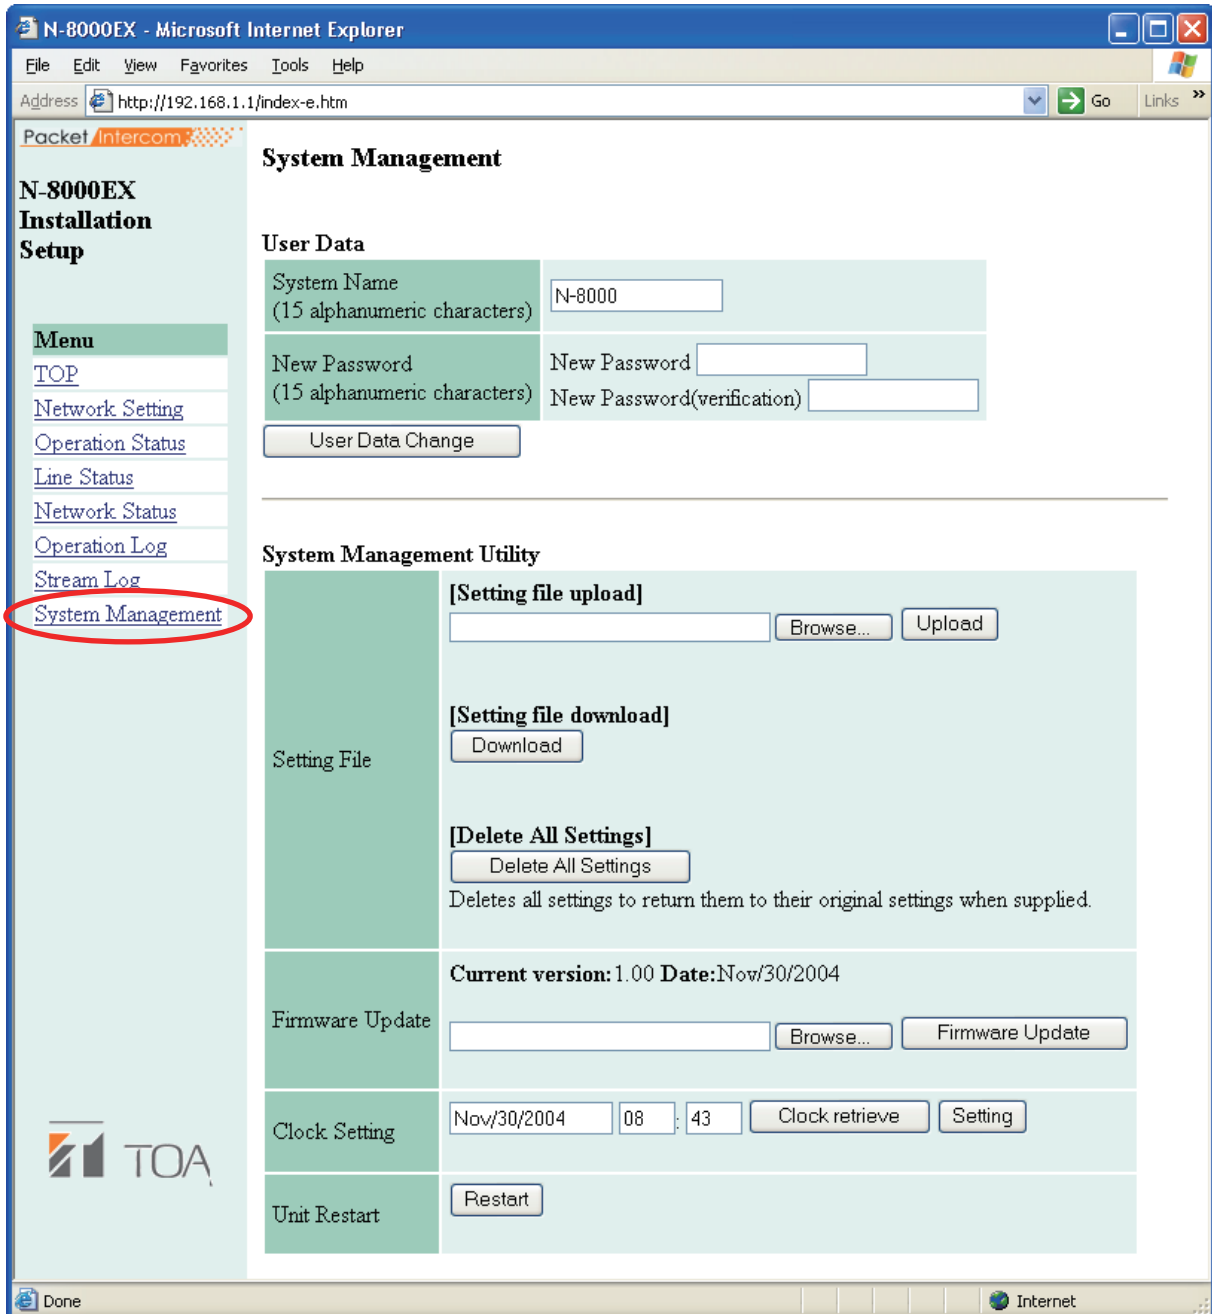 N-8000EX - Microsoft Internet Explorer
File Edit View Favorites Tools Help
Address http://192.168.1.1/index-e.htm Go Links »
Packet Intercom
N-8000EX
Installation
Setup
Menu
TOP
Network Setting
Operation Status
Line Status
Network Status
Operation Log
Stream Log
System Management
TOA
System Management
User Data
System Name
(15 alphanumeric characters)
N-8000
New Password
(15 alphanumeric characters)
New Password
New Password(verification)
User Data Change
System Management Utility
Setting File
[Setting file upload]
Browse... Upload
[Setting file download]
Download
[Delete All Settings]
Delete All Settings
Deletes all settings to return them to their original settings when supplied.
Firmware Update
Current version:1.00 Date:Nov/30/2004
Browse... Firmware Update
Clock Setting
Nov/30/2004 08 : 43 Clock retrieve Setting
Unit Restart
Restart
Done Internet